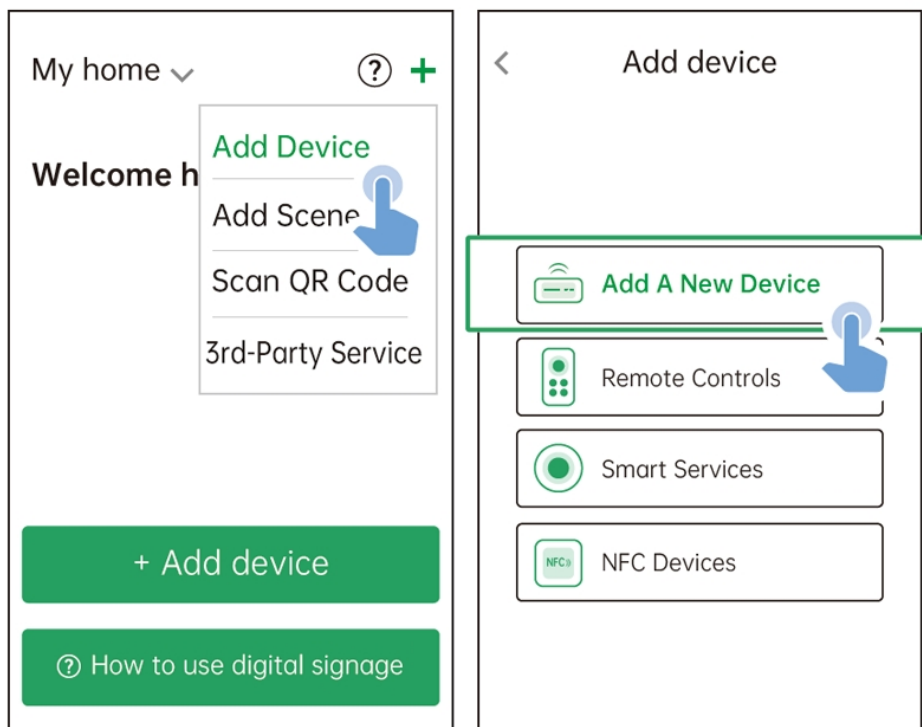 My home
?
+
Add Device
Welcome h
Add Scene
Scan QR Code
3rd-Party Service
+ Add device
? How to use digital signage
<
Add device
Add A New Device
Remote Controls
Smart Services
NFC
NFC Devices